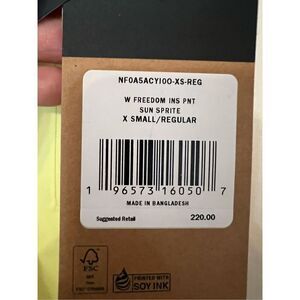 NF0A5ACYI00-XS-REG
W FREEDOM INS PNT
SUN SPRITE
X SMALL/REGULAR
1 96573 16050 7
MADE IN BANGLADESH
Suggested Retail 220.00
FSC
PRINTED WITH
SOY INK